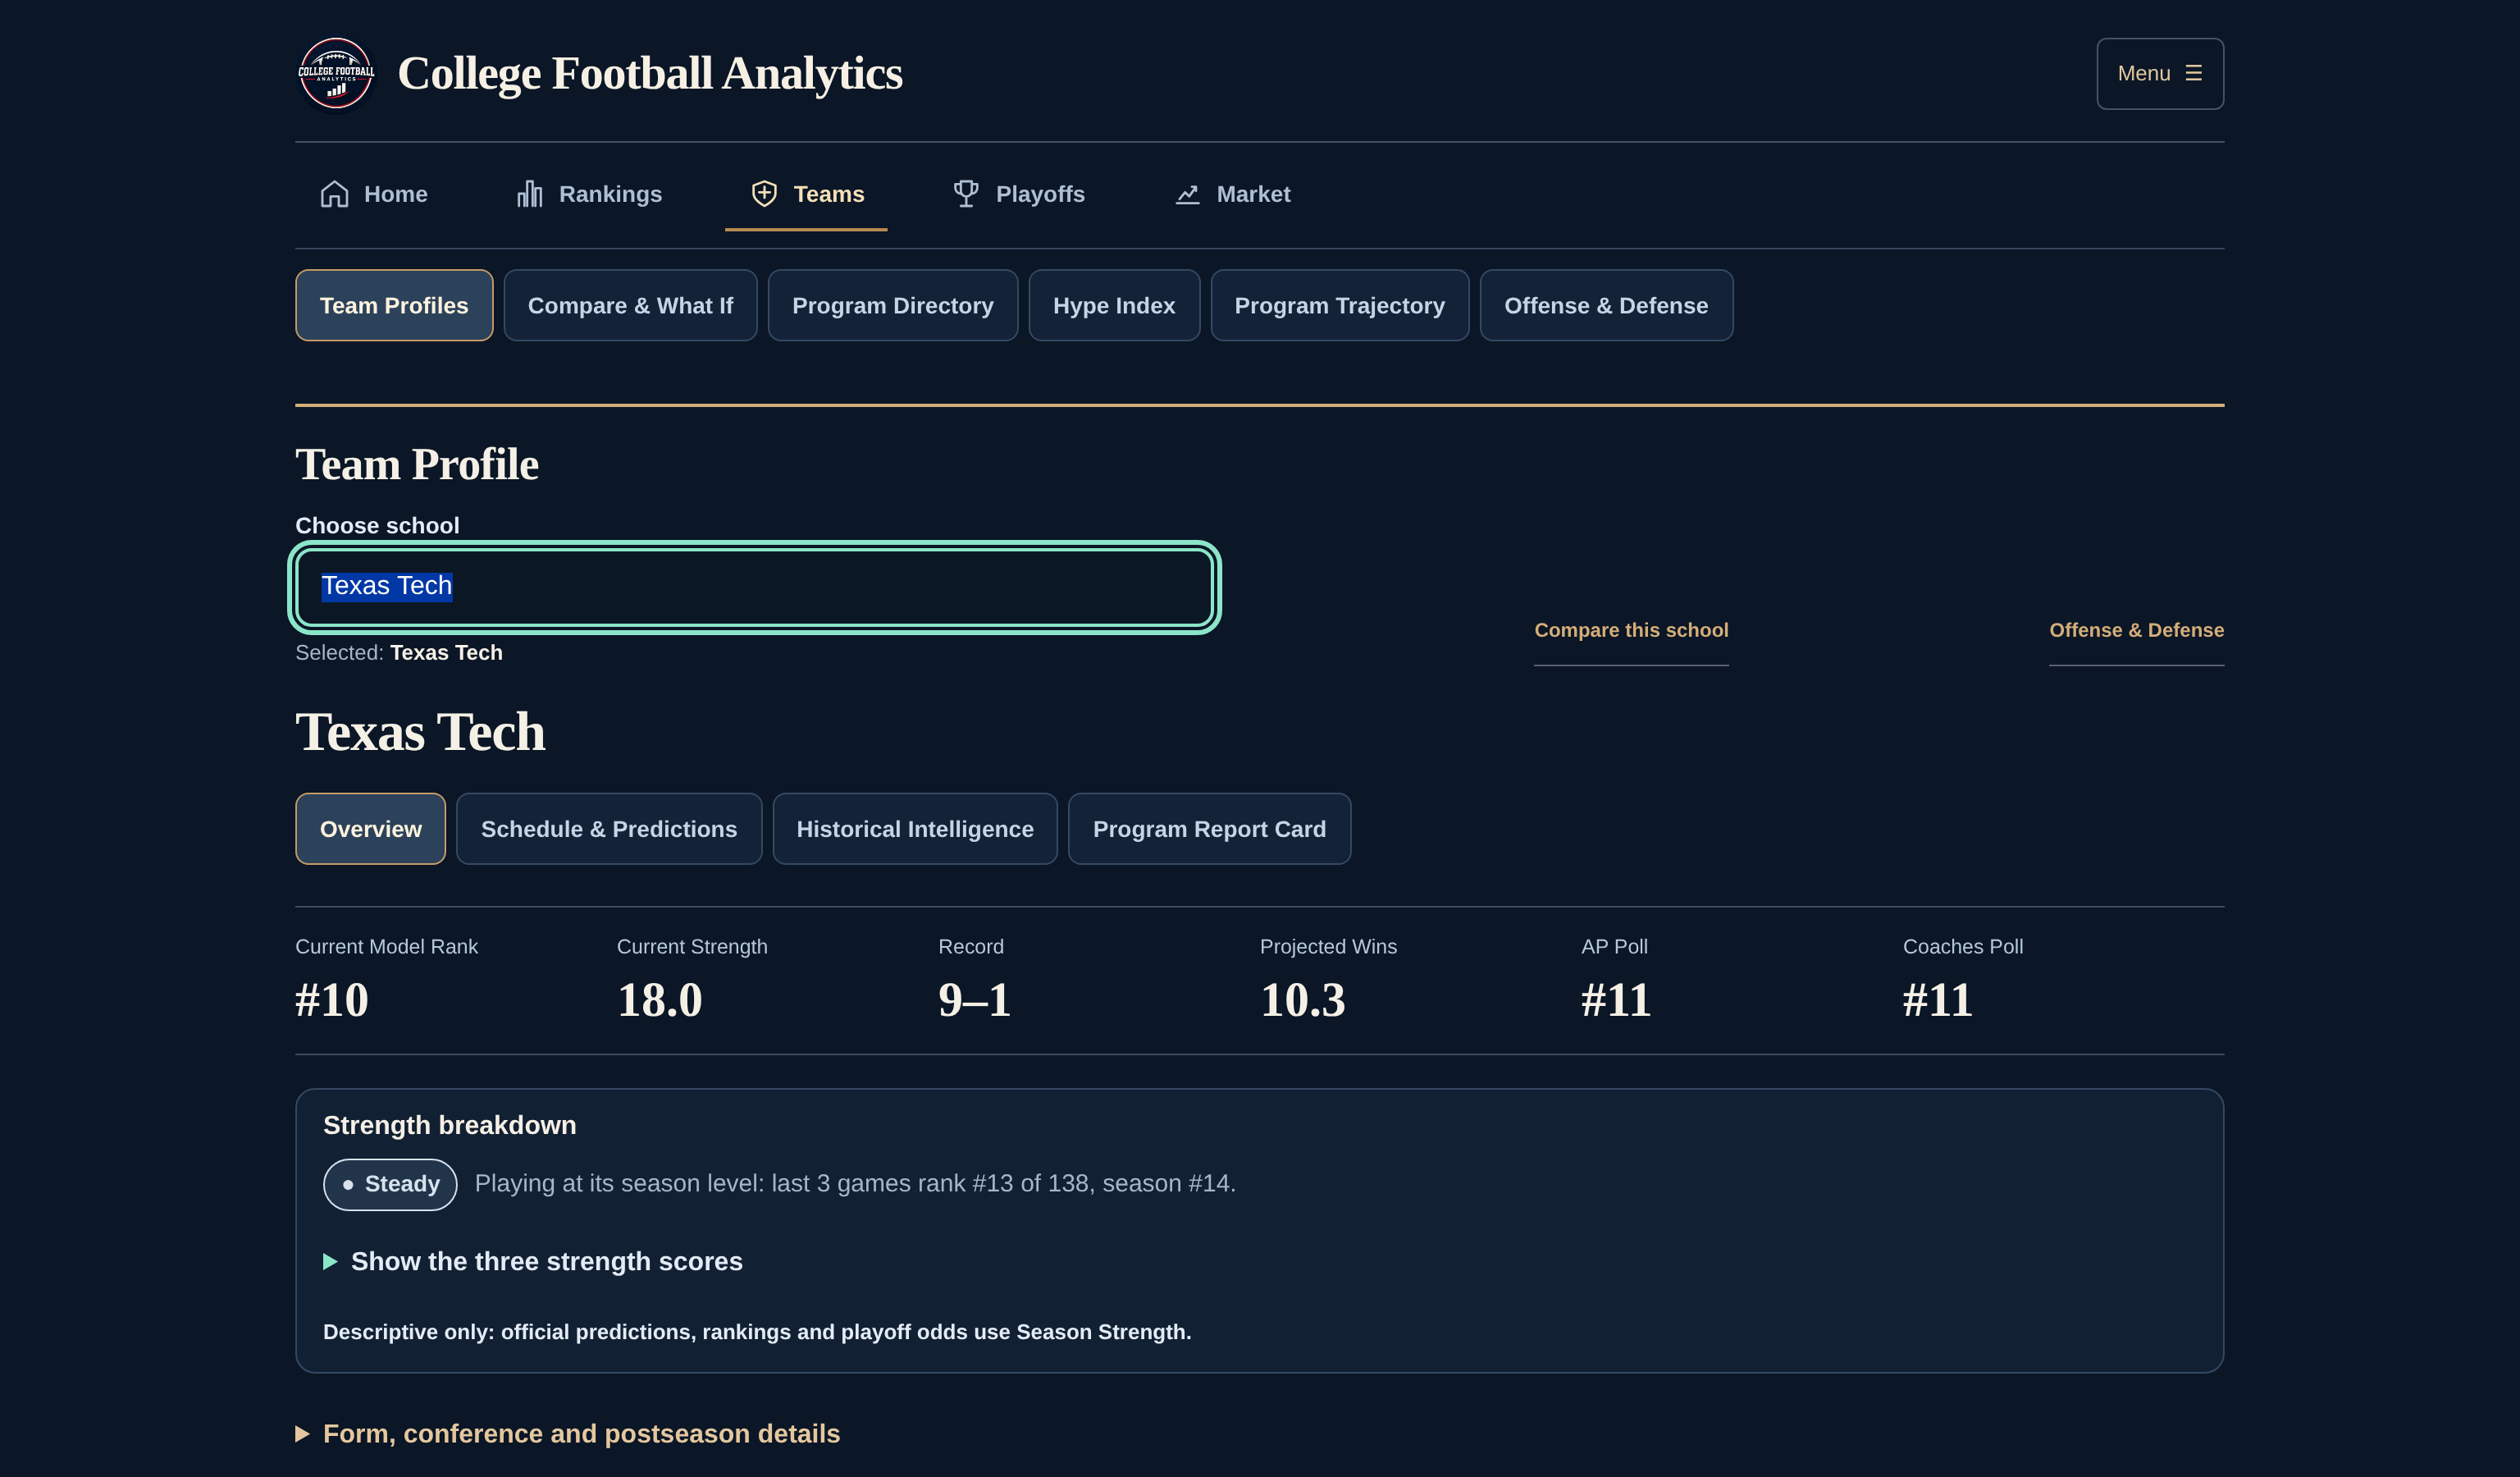 COLLEGE FOOTBALL
ANALYTICS
College Football Analytics
Menu
Home
Rankings
Teams
Playoffs
Market
Team Profiles
Compare & What If
Program Directory
Hype Index
Program Trajectory
Offense & Defense
Team Profile
Choose school
Texas Tech
Selected: Texas Tech
Compare this school
Offense & Defense
Texas Tech
Overview
Schedule & Predictions
Historical Intelligence
Program Report Card
Current Model Rank
#10
Current Strength
18.0
Record
9–1
Projected Wins
10.3
AP Poll
#11
Coaches Poll
#11
Strength breakdown
Steady
Playing at its season level: last 3 games rank #13 of 138, season #14.
Show the three strength scores
Descriptive only: official predictions, rankings and playoff odds use Season Strength.
Form, conference and postseason details